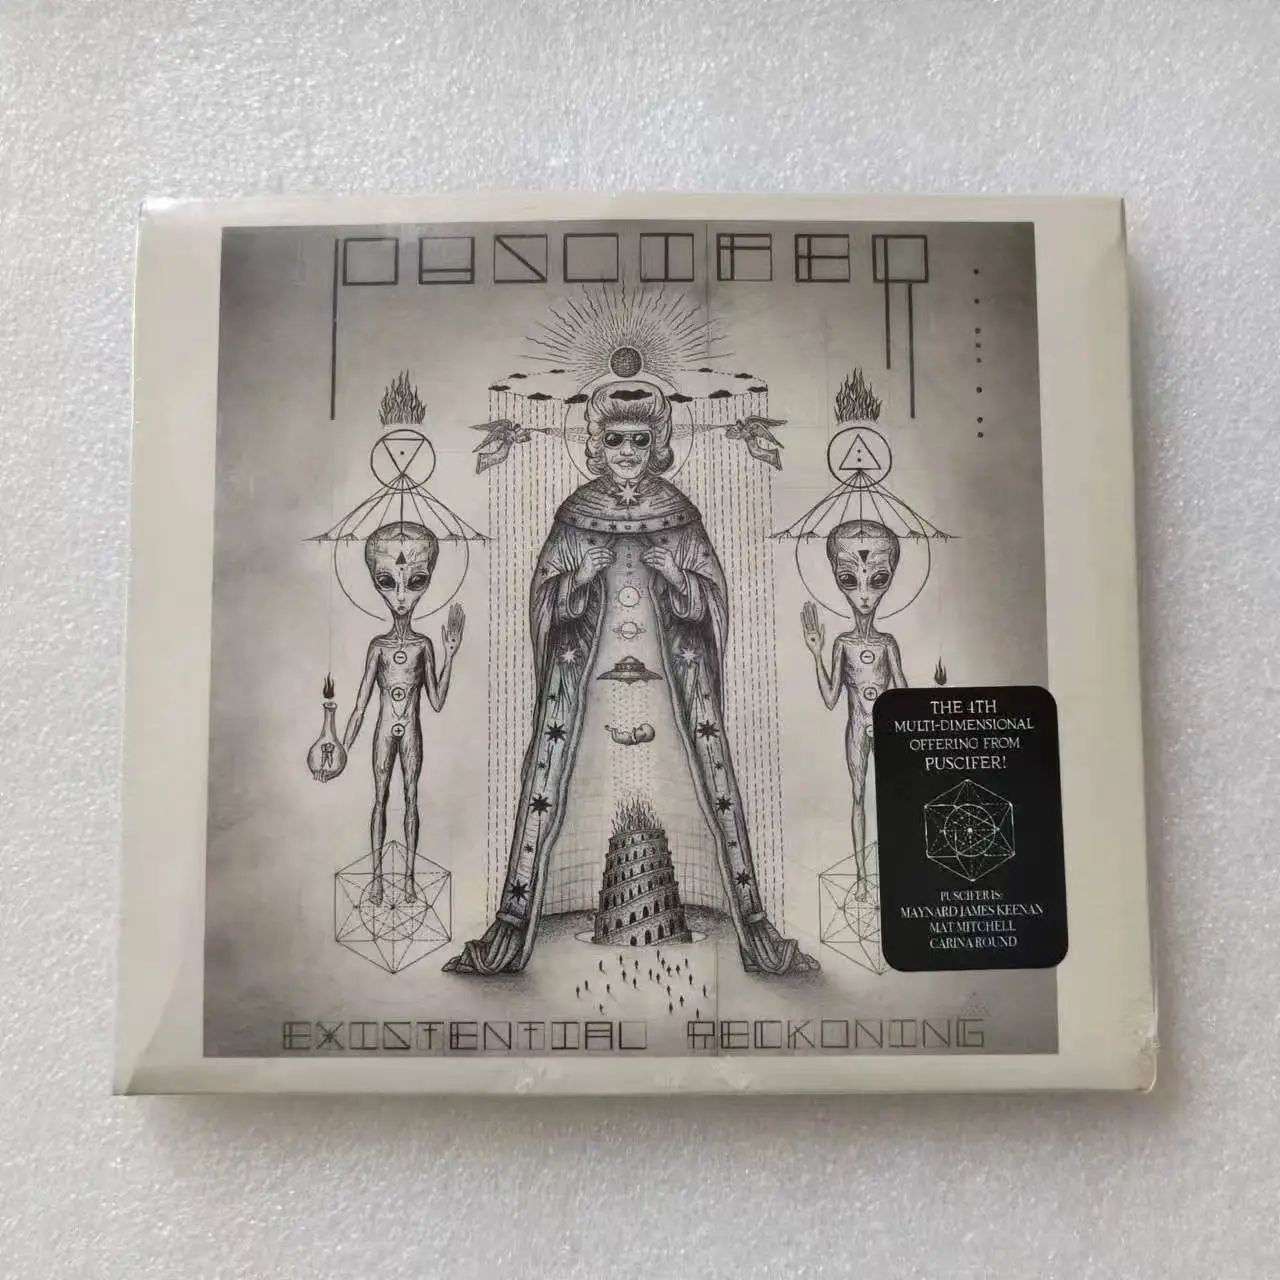 PUSCIFER
THE 4TH
MULTI-DIMENSIONAL
OFFERING FROM
PUSCIFER!
PUSCIFER IS:
MAYNARD JAMES KEENAN
MAT MITCHELL
CARINA ROUND
EXISTENTIAL RECKONING